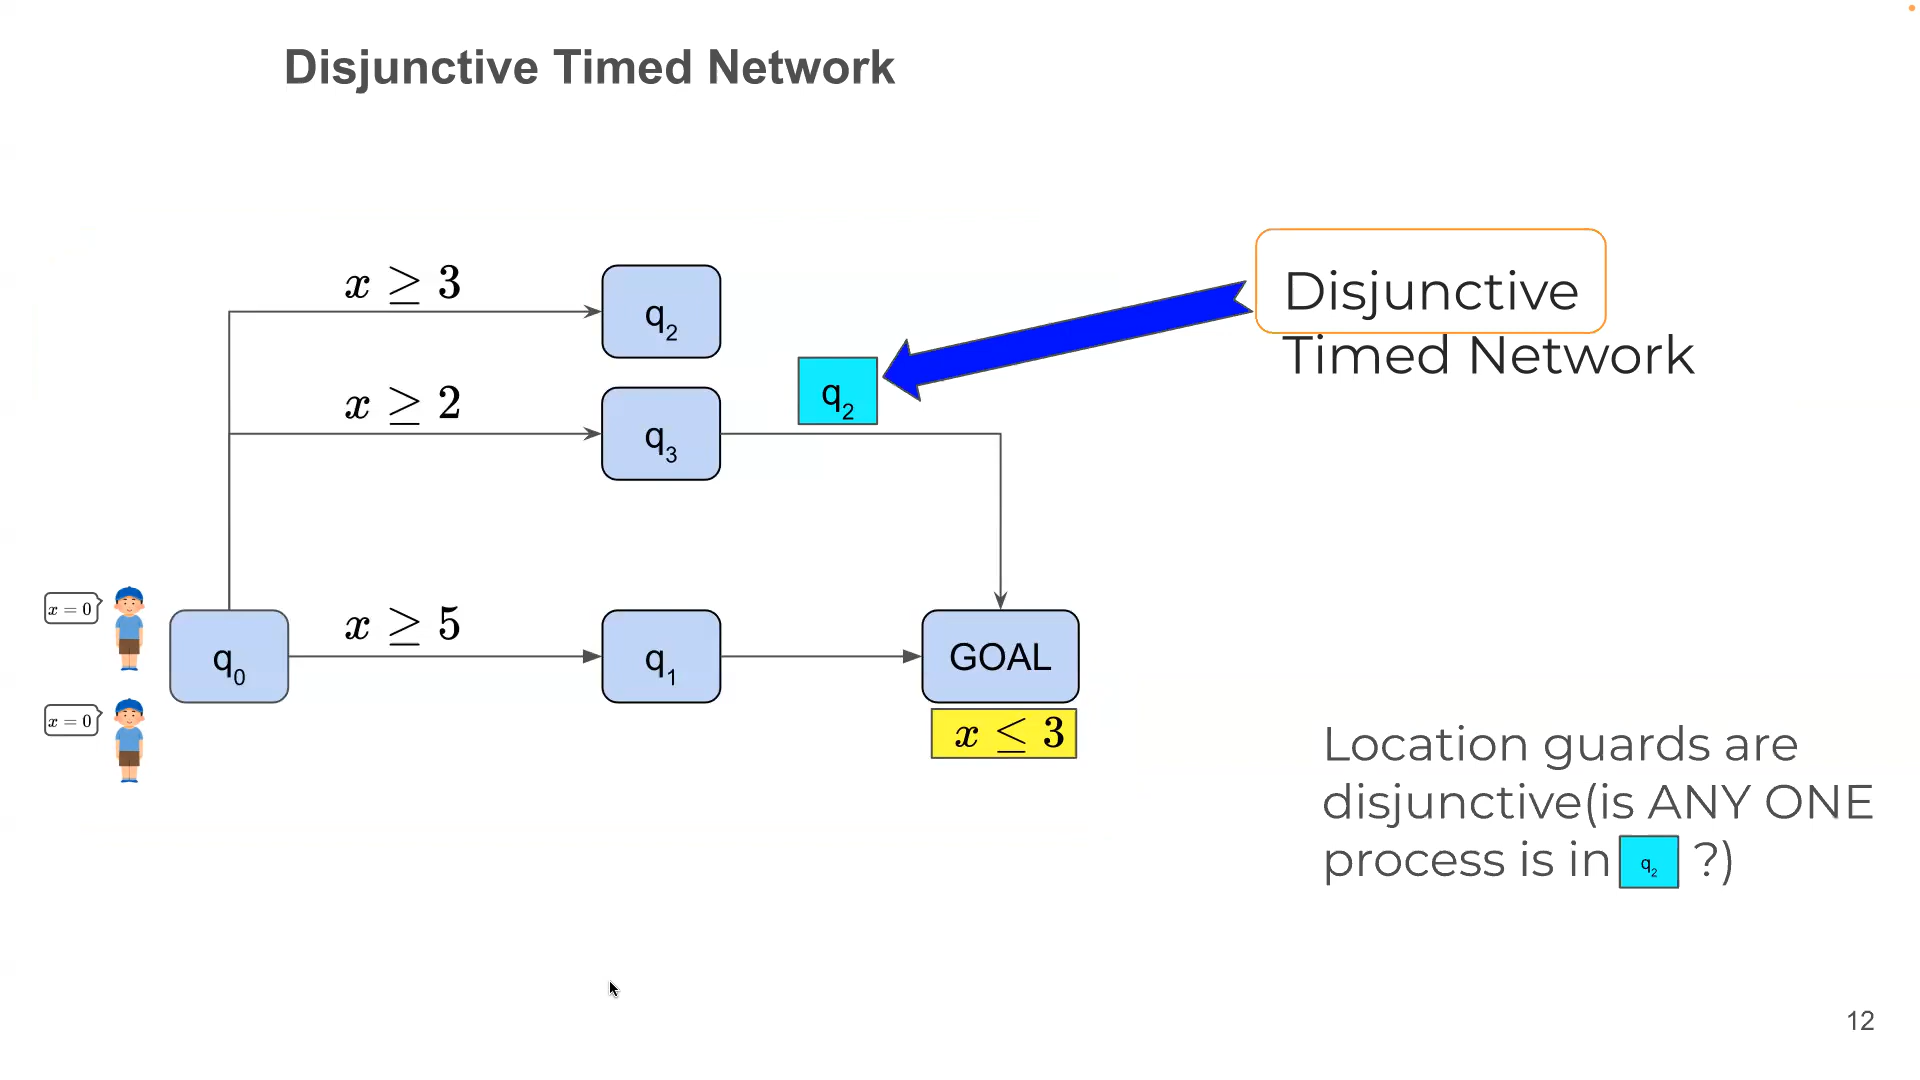 Disjunctive Timed Network
x ≥ 3
q2
Disjunctive
Timed Network
x ≥ 2
q3
q2
x = 0
x ≥ 5
q0
q1
GOAL
x ≤ 3
x = 0
Location guards are
disjunctive(is ANY ONE
process is in q2 ?)
12